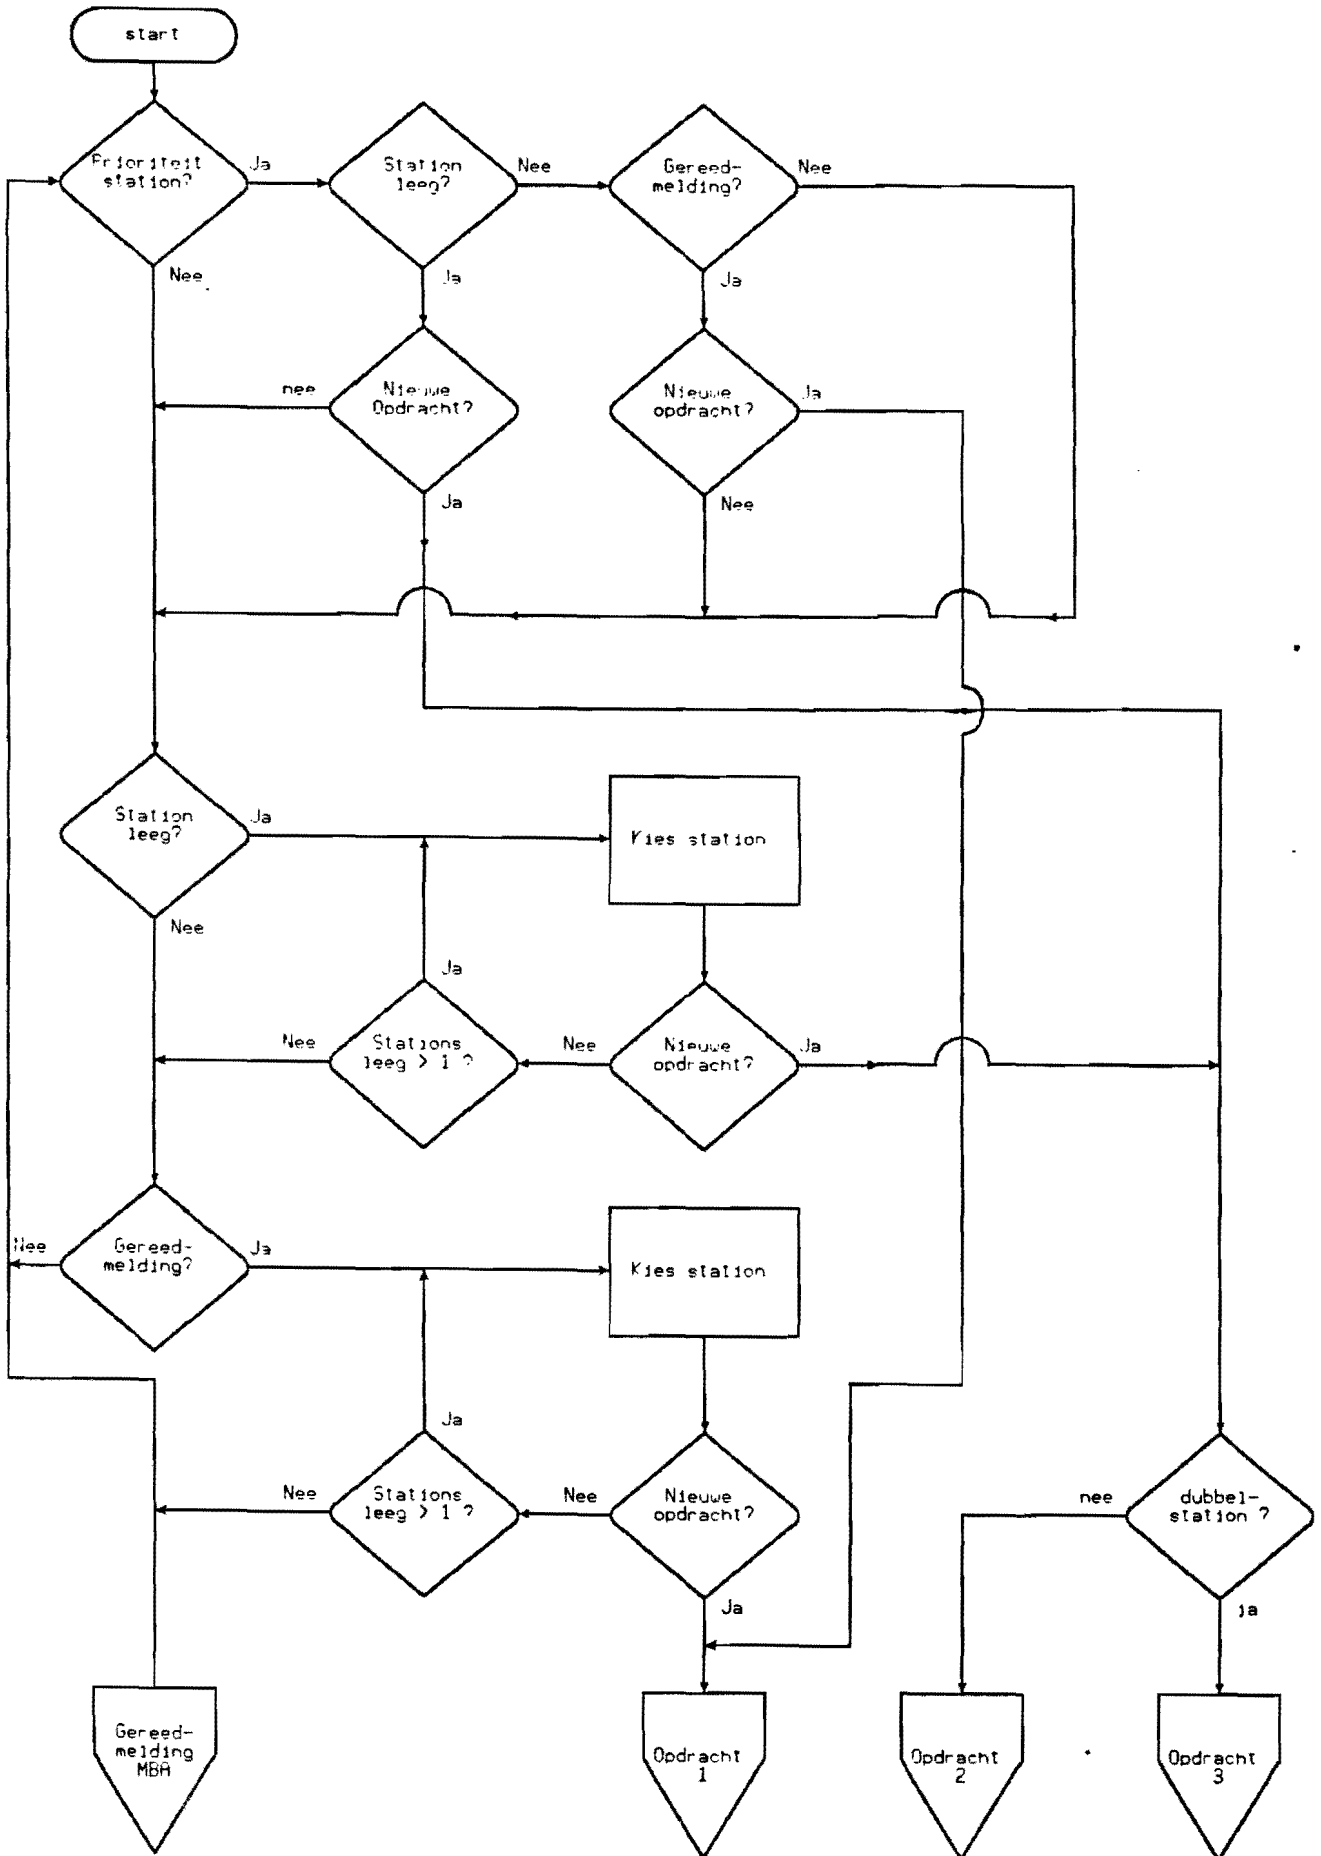 start
Prioriteit
station?
Ja
Station
leeg?
Nee
Gereed-
melding?
Nee
Nee
Ja
Ja
nee
Nieuwe
Opdracht?
Nieuwe
opdracht?
Ja
Ja
Nee
Station
leeg?
Ja
Kies station
Nee
Ja
Nee
Stations
leeg > 1 ?
Nee
Nieuwe
opdracht?
Ja
Nee
Gereed-
melding?
Ja
Kies station
Ja
Nee
Stations
leeg > 1 ?
Nee
Nieuwe
opdracht?
nee
dubbel-
station ?
Ja
ja
Gereed-
melding
MBA
Opdracht
1
Opdracht
2
Opdracht
3